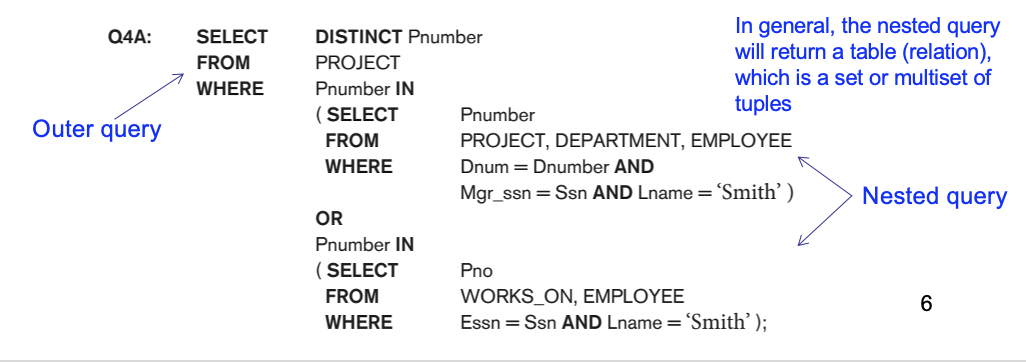 Q4A: SELECT DISTINCT Pnumber
FROM PROJECT
WHERE Pnumber IN
( SELECT Pnumber
FROM PROJECT, DEPARTMENT, EMPLOYEE
WHERE Dnum = Dnumber AND
Mgr_ssn = Ssn AND Lname = ‘Smith’ )
OR
Pnumber IN
( SELECT Pno
FROM WORKS_ON, EMPLOYEE
WHERE Essn = Ssn AND Lname = ‘Smith’ );
Outer query
In general, the nested query
will return a table (relation),
which is a set or multiset of
tuples
Nested query
6